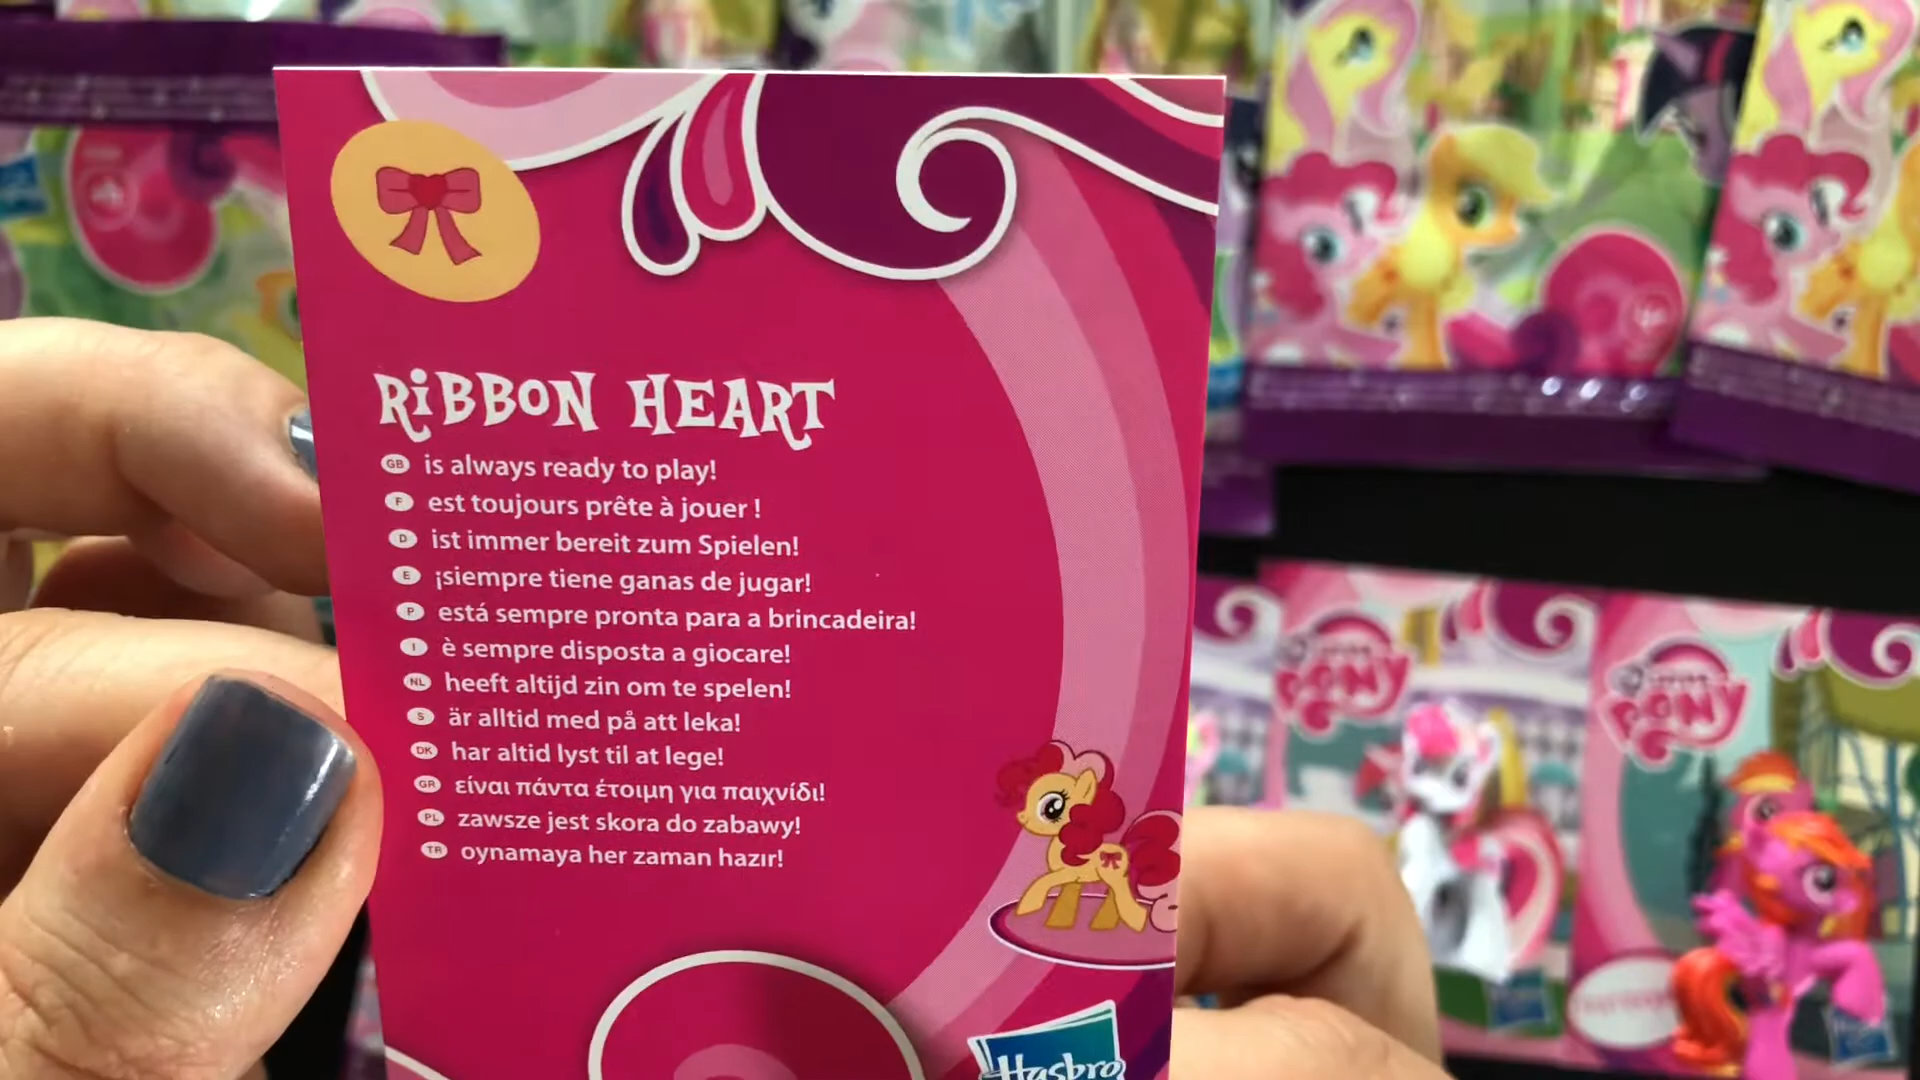 RiBBON HEART
GB is always ready to play!
F est toujours prête à jouer !
D ist immer bereit zum Spielen!
E ¡siempre tiene ganas de jugar!
P está sempre pronta para a brincadeira!
I è sempre disposta a giocare!
NL heeft altijd zin om te spelen!
S är alltid med på att leka!
DK har altid lyst til at lege!
GR είναι πάντα έτοιμη για παιχνίδι!
PL zawsze jest skora do zabawy!
TR oynamaya her zaman hazır!
Hasbro
PONY
PONY